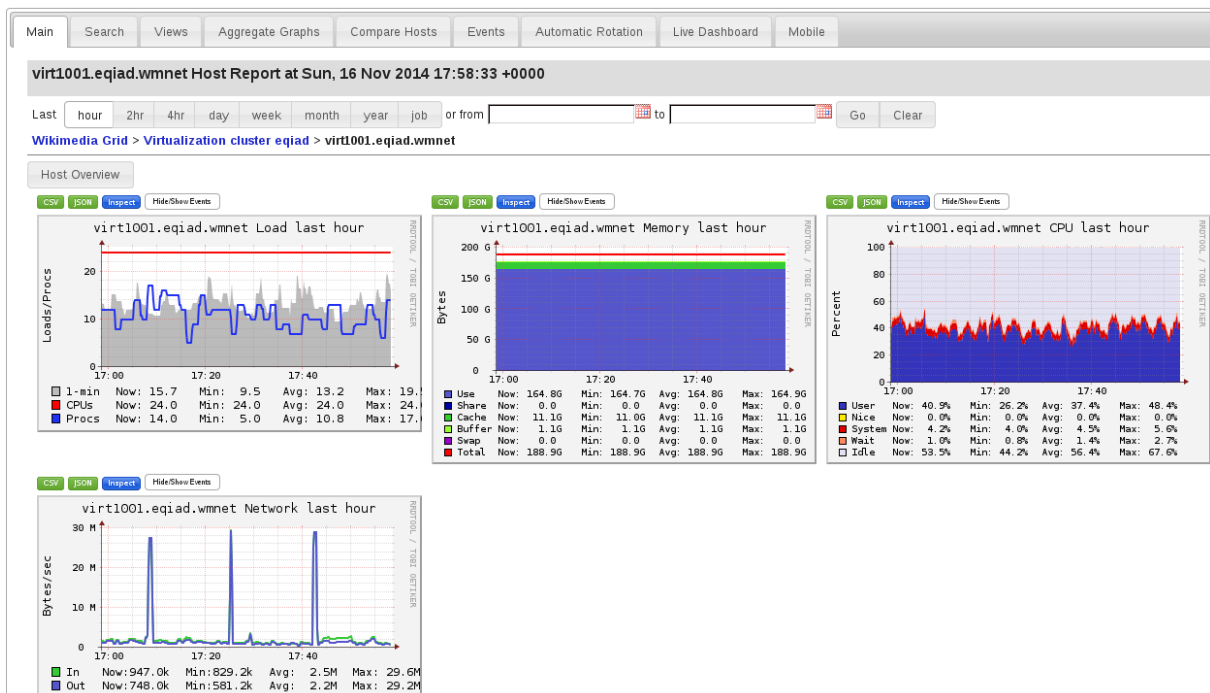 Main Search Views Aggregate Graphs Compare Hosts Events Automatic Rotation Live Dashboard Mobile
virt1001.eqiad.wmnet Host Report at Sun, 16 Nov 2014 17:58:33 +0000
Last hour 2hr 4hr day week month year job or from to Go Clear
Wikimedia Grid > Virtualization cluster eqiad > virt1001.eqiad.wmnet
Host Overview
CSV JSON Inspect Hide/Show Events
virt1001.eqiad.wmnet Load last hour
RRDTOOL / TOBI OETIKER
Loads/Procs
20
10
0
17:00 17:20 17:40
1-min Now: 15.7 Min: 9.5 Avg: 13.2 Max: 19.
CPUs Now: 24.0 Min: 24.0 Avg: 24.0 Max: 24.
Procs Now: 14.0 Min: 5.0 Avg: 10.8 Max: 17.
CSV JSON Inspect Hide/Show Events
virt1001.eqiad.wmnet Memory last hour
RRDTOOL / TOBI OETIKER
Bytes
200 G
150 G
100 G
50 G
0
17:00 17:20 17:40
Use Now: 164.8G Min: 164.7G Avg: 164.8G Max: 164.9G
Share Now: 0.0 Min: 0.0 Avg: 0.0 Max: 0.0
Cache Now: 11.1G Min: 11.0G Avg: 11.1G Max: 11.1G
Buffer Now: 1.1G Min: 1.1G Avg: 1.1G Max: 1.1G
Swap Now: 0.0 Min: 0.0 Avg: 0.0 Max: 0.0
Total Now: 188.9G Min: 188.9G Avg: 188.9G Max: 188.9G
CSV JSON Inspect Hide/Show Events
virt1001.eqiad.wmnet CPU last hour
RRDTOOL / TOBI OETIKER
Percent
100
80
60
40
20
0
17:00 17:20 17:40
User Now: 40.9% Min: 26.2% Avg: 37.4% Max: 48.4%
Nice Now: 0.0% Min: 0.0% Avg: 0.0% Max: 0.0%
System Now: 4.2% Min: 4.0% Avg: 4.5% Max: 5.6%
Wait Now: 1.0% Min: 0.8% Avg: 1.4% Max: 2.7%
Idle Now: 53.5% Min: 44.2% Avg: 56.4% Max: 67.6%
CSV JSON Inspect Hide/Show Events
virt1001.eqiad.wmnet Network last hour
RRDTOOL / TOBI OETIKER
Bytes/sec
30 M
20 M
10 M
0
17:00 17:20 17:40
In Now:947.0k Min:829.2k Avg: 2.5M Max: 29.6M
Out Now:748.0k Min:581.2k Avg: 2.2M Max: 29.2M